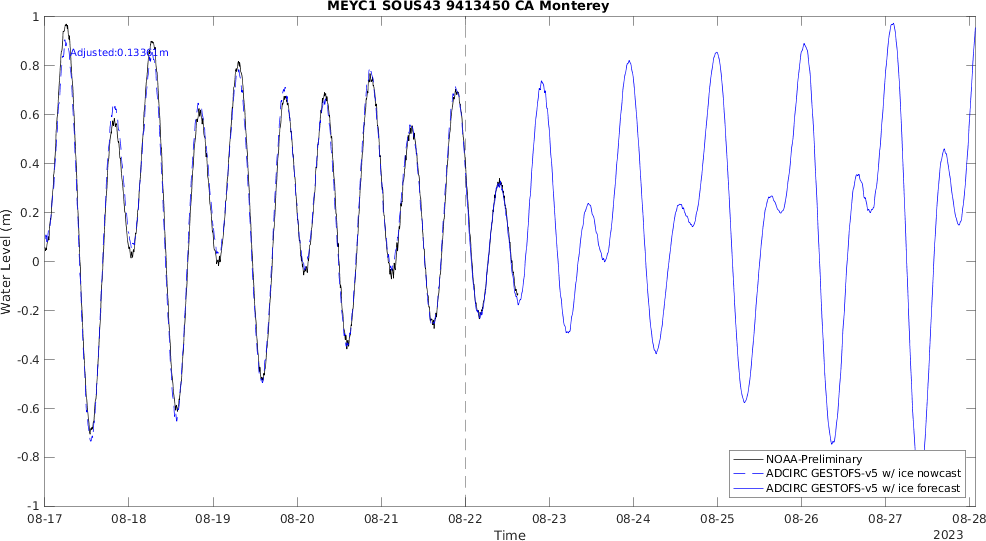 MEYC1 SOUS43 9413450 CA Monterey
1
0.8
0.6
0.4
0.2
0
-0.2
-0.4
-0.6
-0.8
-1
Water Level (m)
NOAA-Preliminary
ADCIRC GESTOFS-v5 w/ ice nowcast
ADCIRC GESTOFS-v5 w/ ice forecast
08-17 08-18 08-19 08-20 08-21 08-22 08-23 08-24 08-25 08-26 08-27 08-28
Time
2023